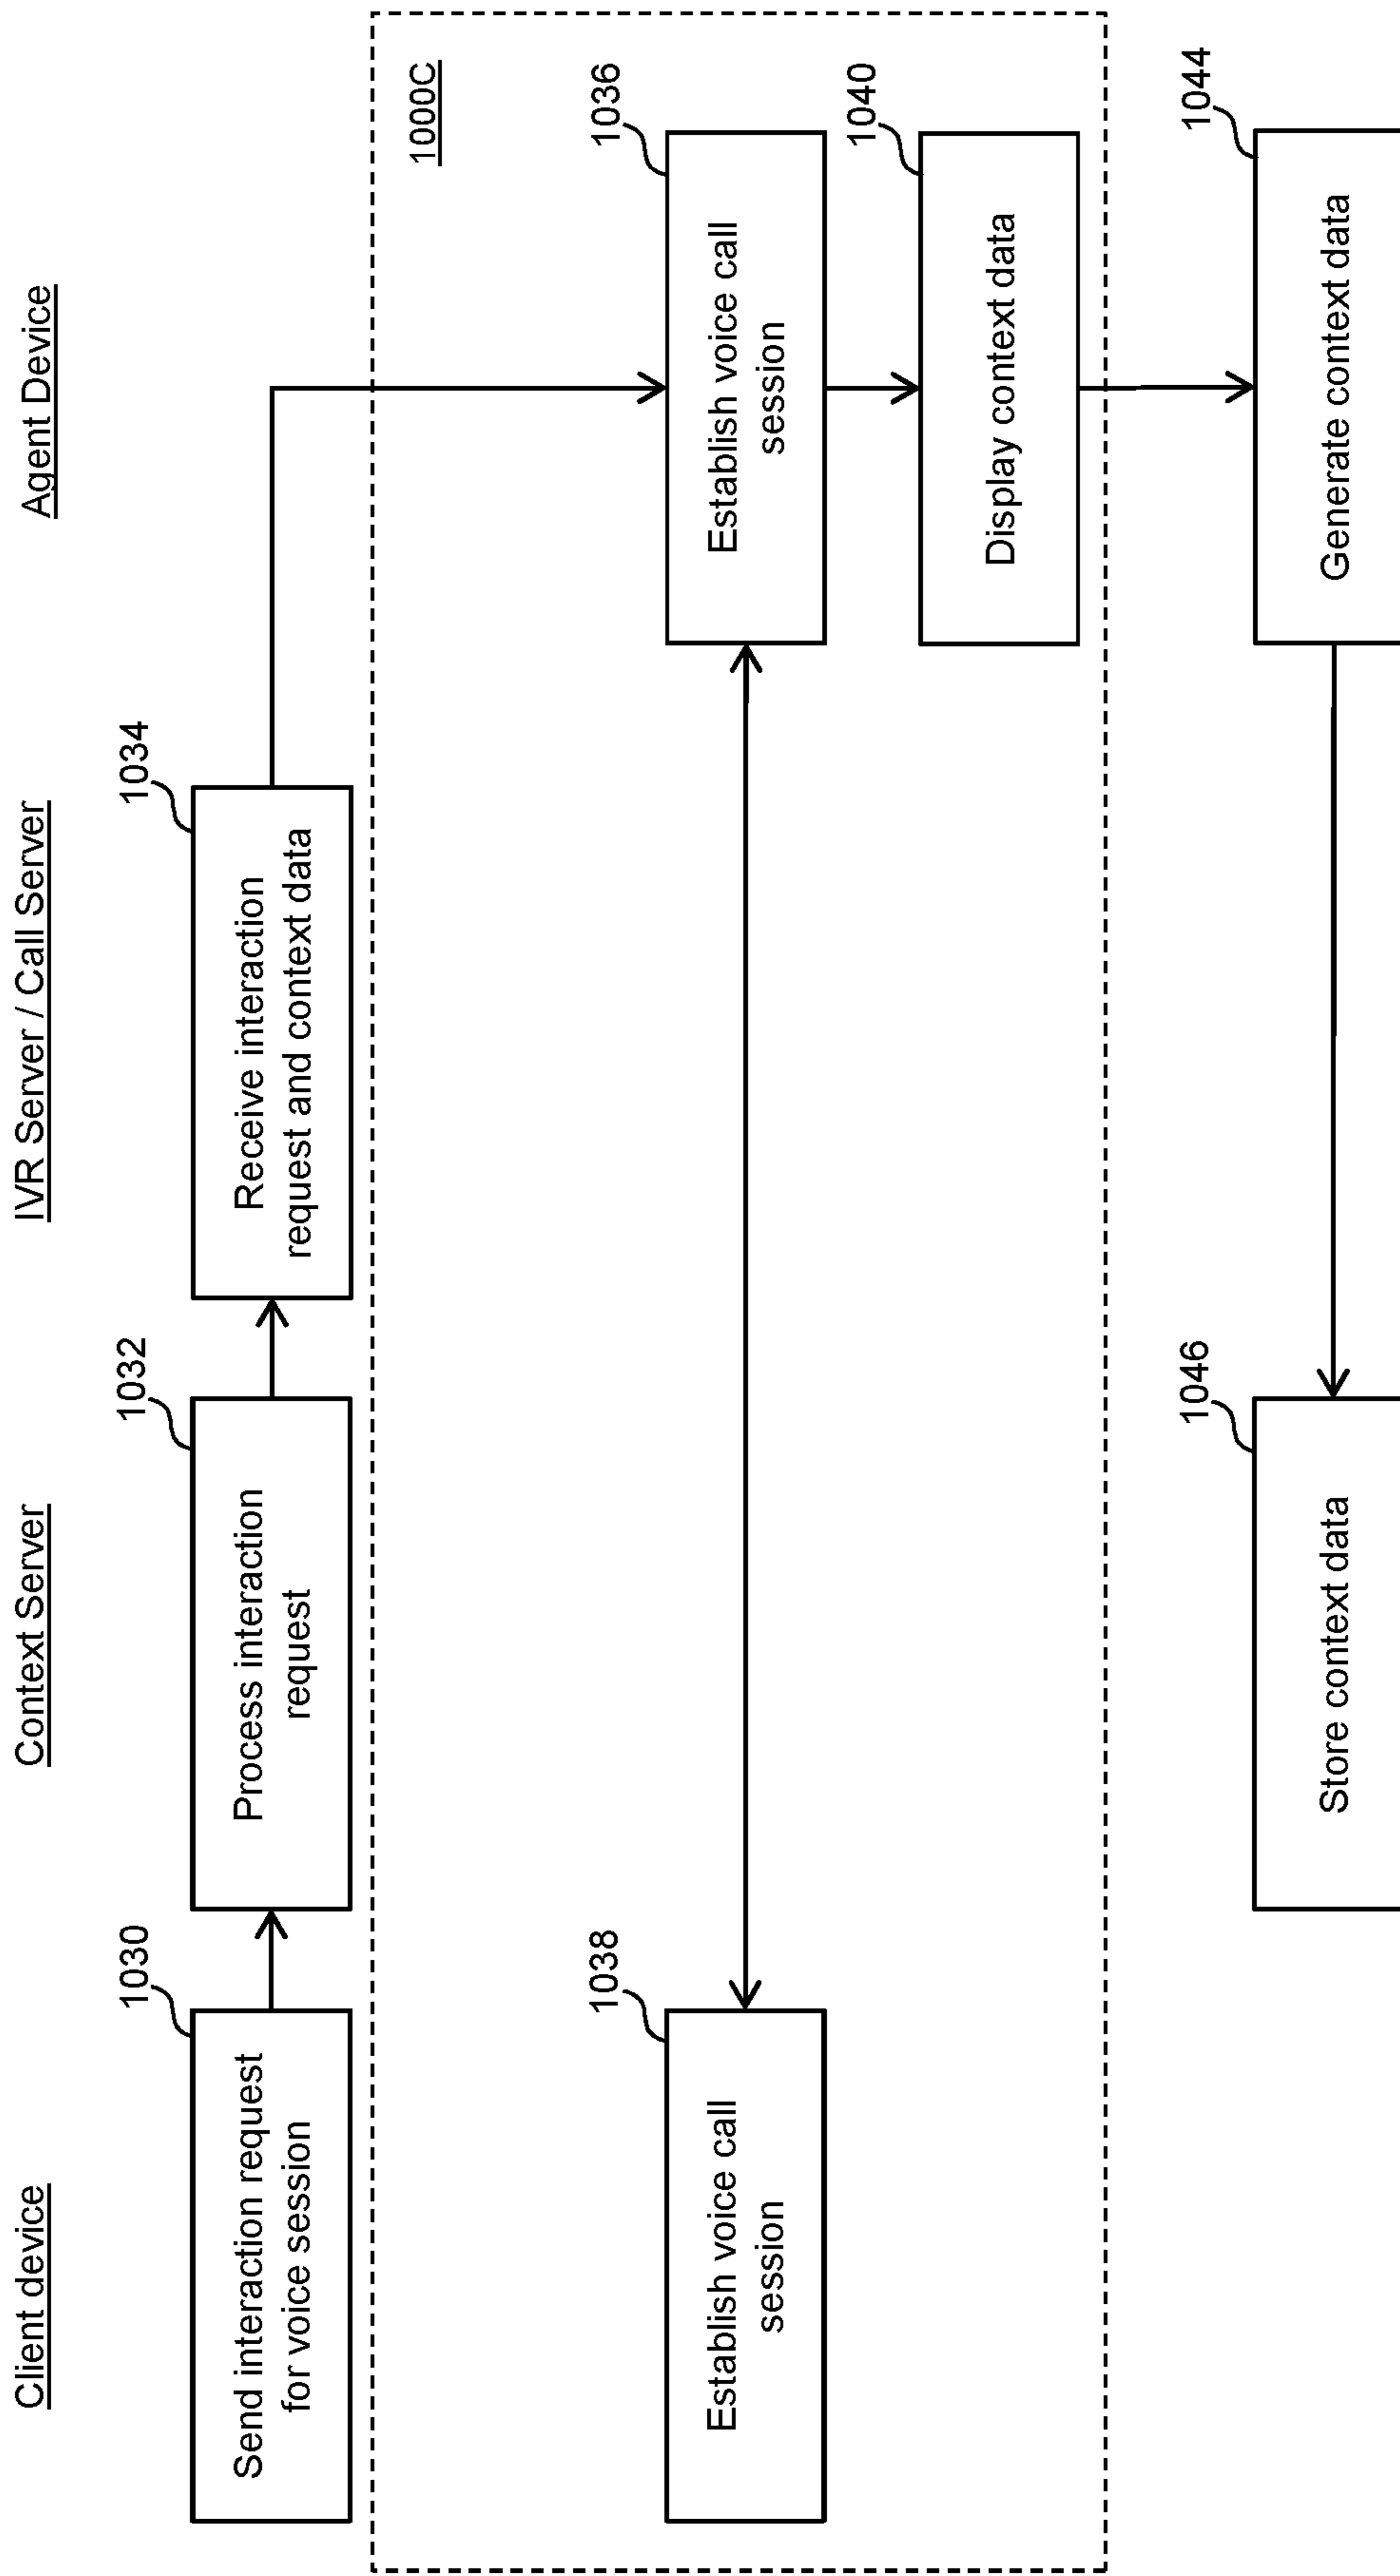 Client device
Context Server
IVR Server / Call Server
Agent Device
1030
Send interaction request
for voice session
1032
Process interaction
request
1034
Receive interaction
request and context data
1000C
1038
Establish voice call
session
1036
Establish voice call
session
1040
Display context data
1046
Store context data
1044
Generate context data